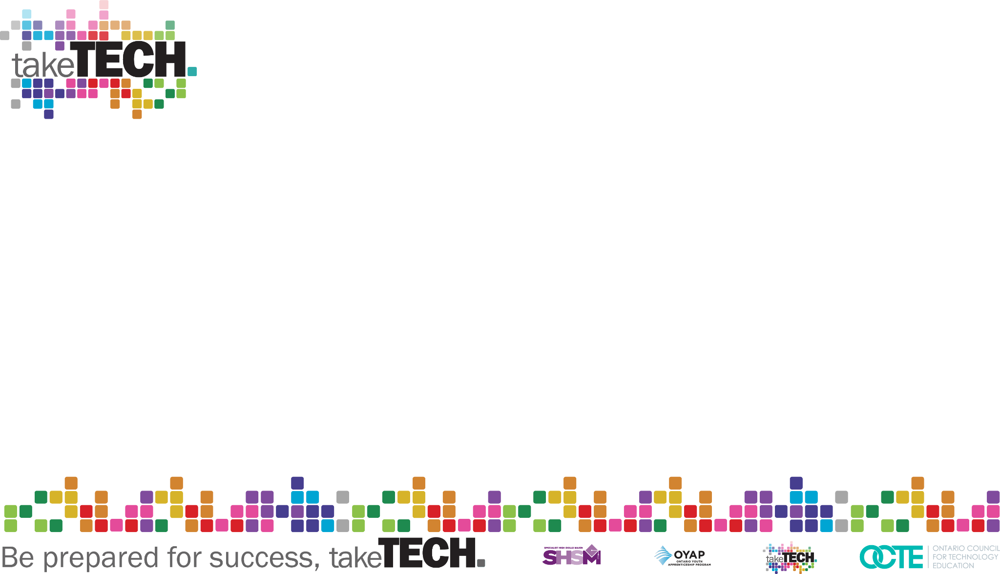 takeTECH.
Be prepared for success, takeTECH.
SPECIALIST HIGH SKILLS MAJOR
SHSM
OYAP
ONTARIO YOUTH
APPRENTICESHIP PROGRAM
takeTECH.
OCTE
ONTARIO COUNCIL
FOR TECHNOLOGY
EDUCATION